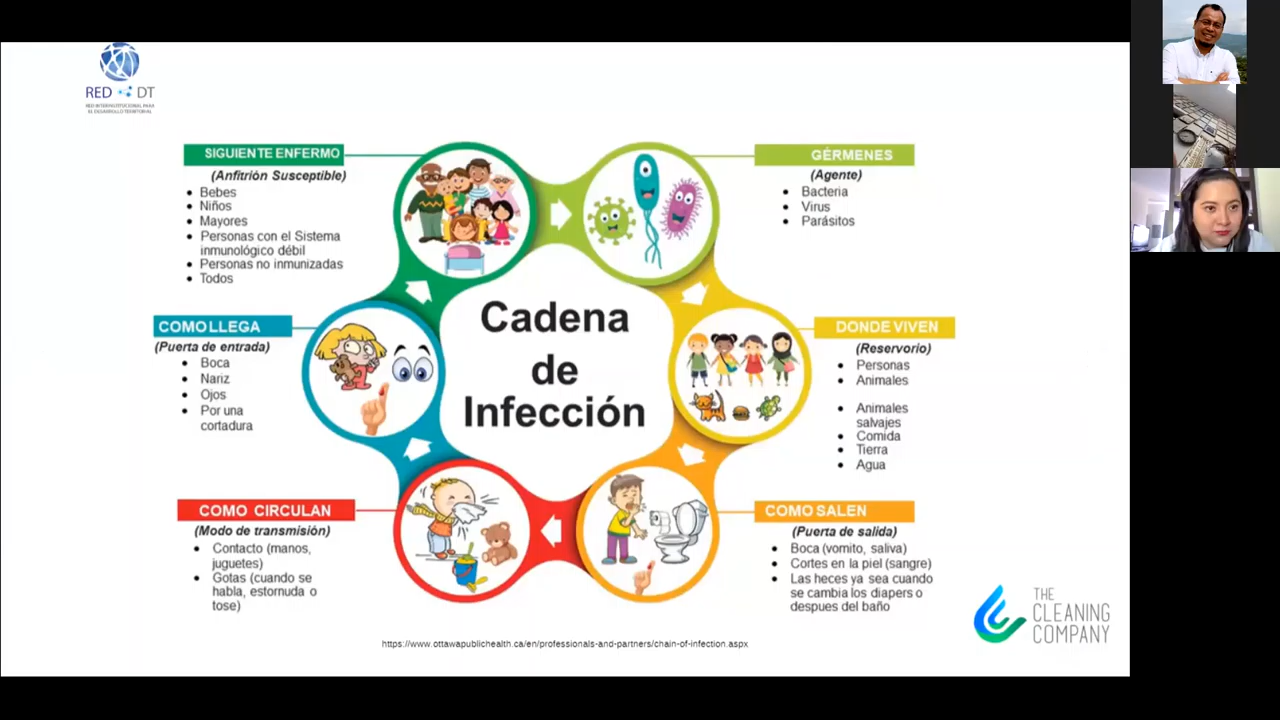 RED DT
RED INTERINSTITUCIONAL PARA
EL DESARROLLO TERRITORIAL
SIGUIENTE ENFERMO
(Anfitrión Susceptible)
Bebes
Niños
Mayores
Personas con el Sistema
inmunológico débil
Personas no inmunizadas
Todos
GÉRMENES
(Agente)
Bacteria
Virus
Parásitos
Cadena
de
Infección
COMO LLEGA
(Puerta de entrada)
Boca
Nariz
Ojos
Por una
cortadura
DONDE VIVEN
(Reservorio)
Personas
Animales
Animales
salvajes
Comida
Tierra
Agua
COMO CIRCULAN
(Modo de transmisión)
Contacto (manos,
juguetes)
Gotas (cuando se
habla, estornuda o
tose)
COMO SALEN
(Puerta de salida)
Boca (vomito, saliva)
Cortes en la piel (sangre)
Las heces ya sea cuando
se cambia los diapers o
despues del baño
THE
CLEANING
COMPANY
https://www.ottawapublichealth.ca/en/professionals-and-partners/chain-of-infection.aspx